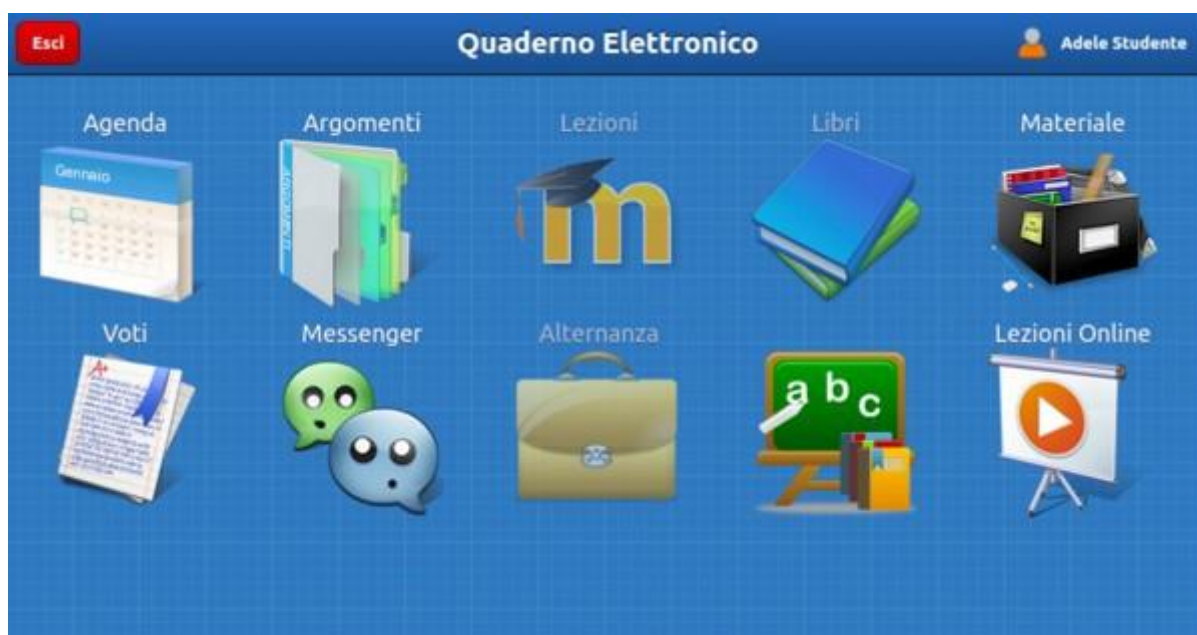 Esci
Quaderno Elettronico
Adele Studente
Agenda
Argomenti
Lezioni
Libri
Materiale
Gennaio
m
Voti
Messenger
Alternanza
Lezioni Online
A+
a b c